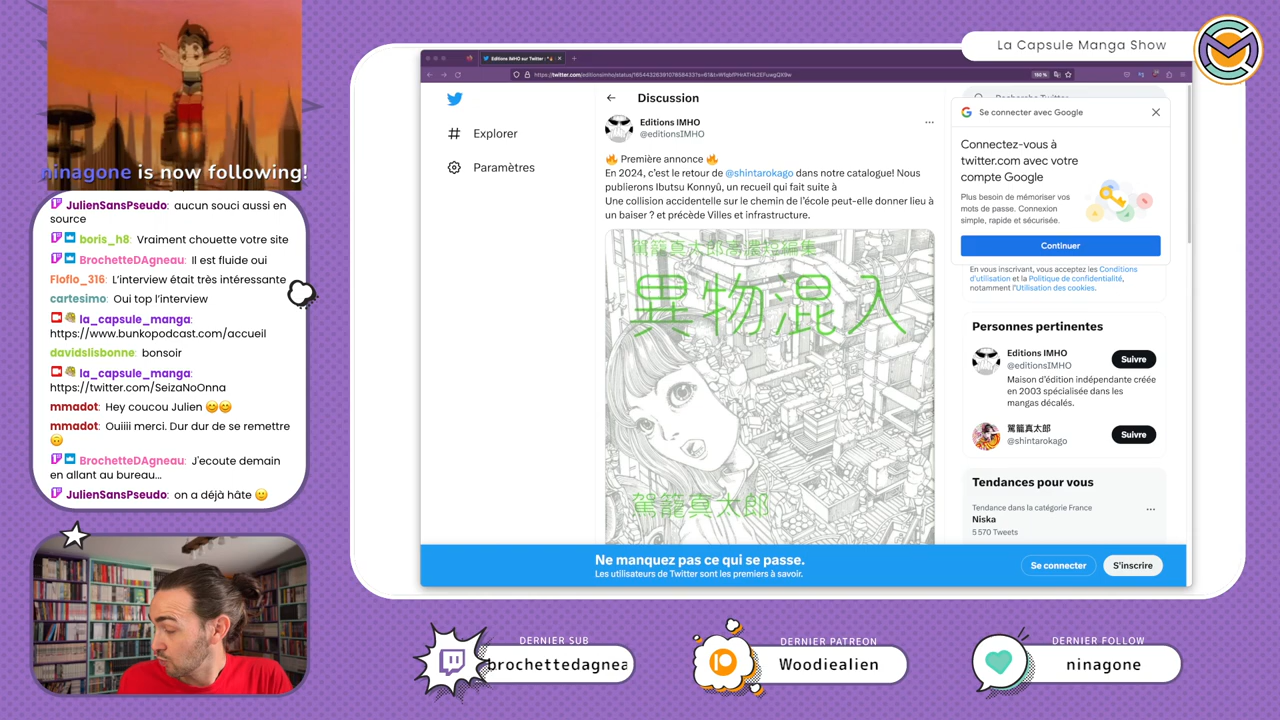 La Capsule Manga Show
ninagone is now following!
JulienSansPseudo: aucun souci aussi en
source
boris_h8: Vraiment chouette votre site
BrochetteDAgneau: Il est fluide oui
Floflo_316: L'interview était très intéressante
cartesimo: Oui top l'interview
la_capsule_manga:
https://www.bunkopodcast.com/accueil
davidslisbonne: bonsoir
la_capsule_manga:
https://twitter.com/SeizaNoOnna
mmadot: Hey coucou Julien 😊😊
mmadot: Ouiiii merci. Dur dur de se remettre
🙃
BrochetteDAgneau: J'ecoute demain
en allant au bureau...
JulienSansPseudo: on a déjà hâte 🙂
Editions IMHO sur Twitter : "🔥
Explorer
Paramètres
Discussion
Editions IMHO
@editionsIMHO
🔥 Première annonce 🔥
En 2024, c'est le retour de @shintarokago dans notre catalogue! Nous
publierons Ibutsu Konnyû, un recueil qui fait suite à
Une collision accidentelle sur le chemin de l'école peut-elle donner lieu à
un baiser ? et précède Villes et infrastructure.
異物混入
駕籠真太郎
Recherche Twitter
Se connecter avec Google
Connectez-vous à
twitter.com avec votre
compte Google
Plus besoin de mémoriser vos
mots de passe. Connexion
simple, rapide et sécurisée.
Continuer
En vous inscrivant, vous acceptez les Conditions
d'utilisation et la Politique de confidentialité,
notamment l'Utilisation des cookies.
Personnes pertinentes
Editions IMHO
@editionsIMHO
Suivre
Maison d'édition indépendante créée
en 2003 spécialisée dans les
mangas décalés.
駕籠真太郎
@shintarokago
Suivre
Tendances pour vous
Tendance dans la catégorie France
Niska
5 570 Tweets
Ne manquez pas ce qui se passe.
Les utilisateurs de Twitter sont les premiers à savoir.
Se connecter
S'inscrire
DERNIER SUB
brochettedagnea
DERNIER PATREON
Woodiealien
DERNIER FOLLOW
ninagone